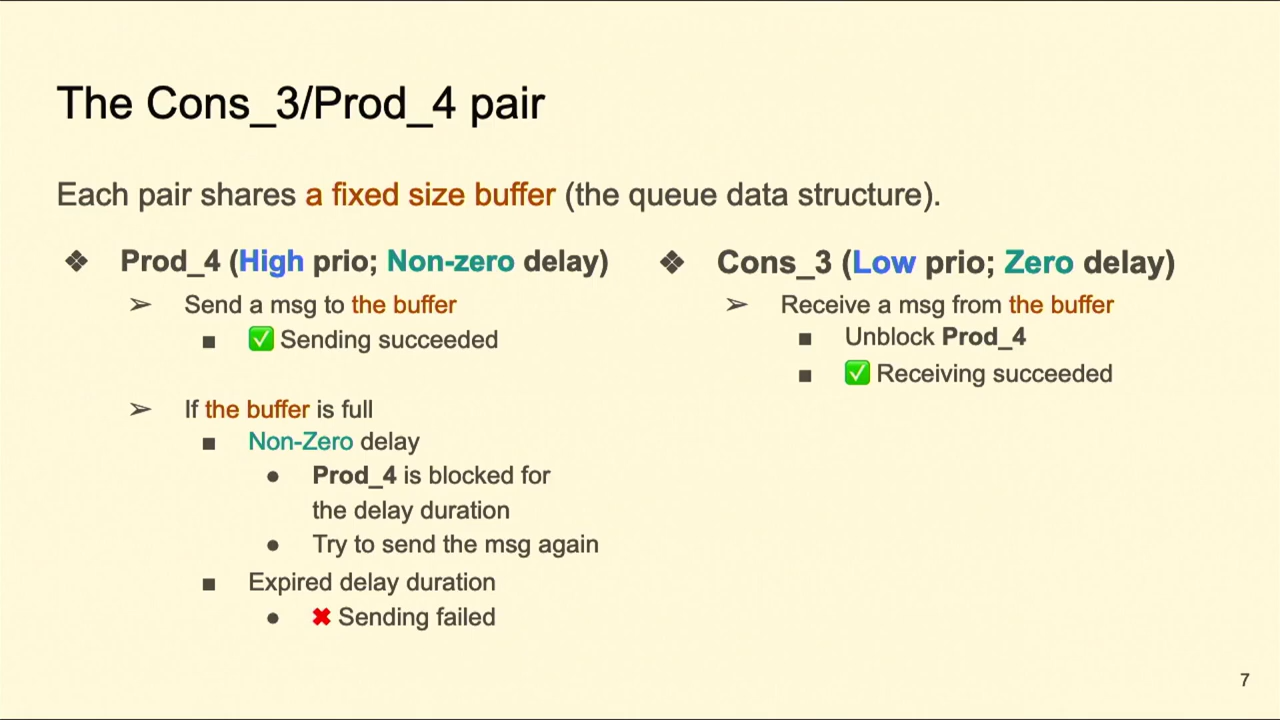 The Cons_3/Prod_4 pair
Each pair shares a fixed size buffer (the queue data structure).
❖ Prod_4 (High prio; Non-zero delay)
➢ Send a msg to the buffer
■ ✅ Sending succeeded
➢ If the buffer is full
■ Non-Zero delay
● Prod_4 is blocked for
the delay duration
● Try to send the msg again
■ Expired delay duration
● ✖ Sending failed
❖ Cons_3 (Low prio; Zero delay)
➢ Receive a msg from the buffer
■ Unblock Prod_4
■ ✅ Receiving succeeded
7